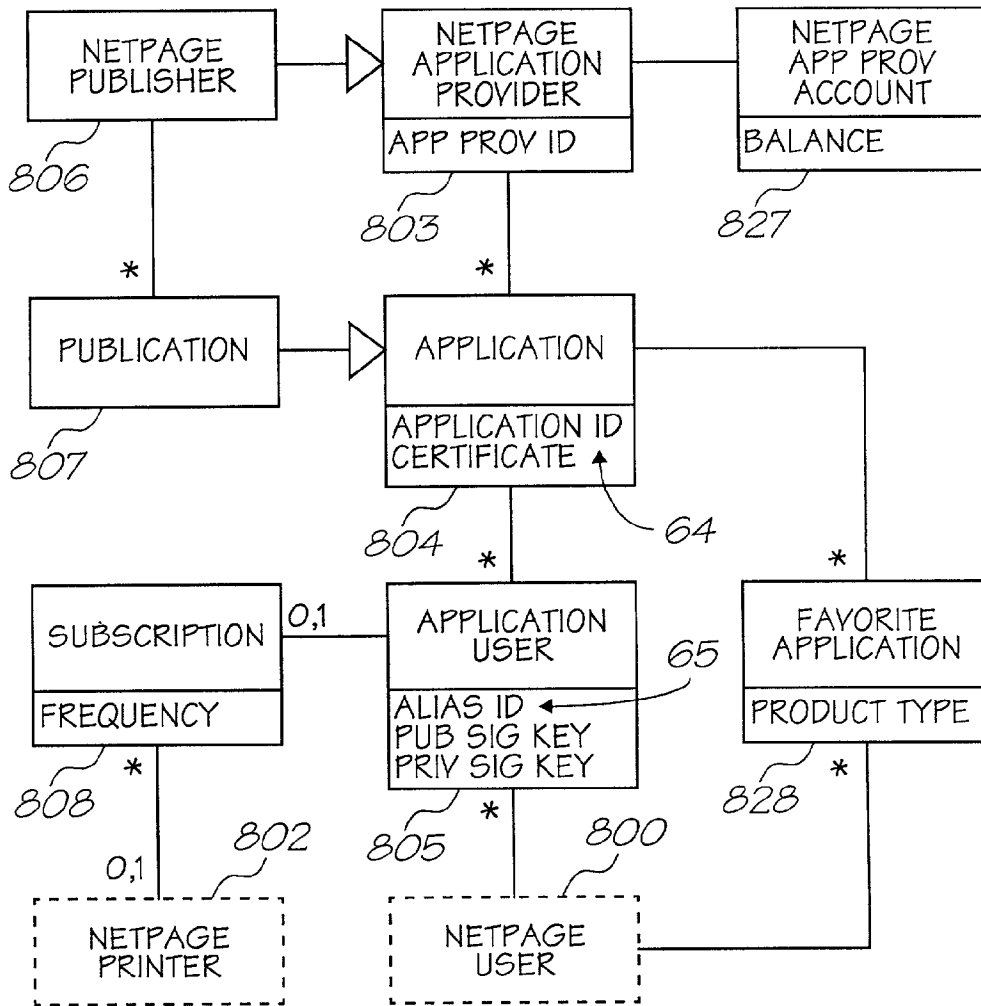 NETPAGE
PUBLISHER
806
NETPAGE
APPLICATION
PROVIDER
APP PROV ID
803
NETPAGE
APP PROV
ACCOUNT
BALANCE
827
*
*
PUBLICATION
807
APPLICATION
APPLICATION ID
CERTIFICATE
804
64
*
*
SUBSCRIPTION
FREQUENCY
808
0,1
APPLICATION
USER
ALIAS ID
PUB SIG KEY
PRIV SIG KEY
805
65
FAVORITE
APPLICATION
PRODUCT TYPE
828
*
*
*
0,1
802
NETPAGE
PRINTER
800
NETPAGE
USER